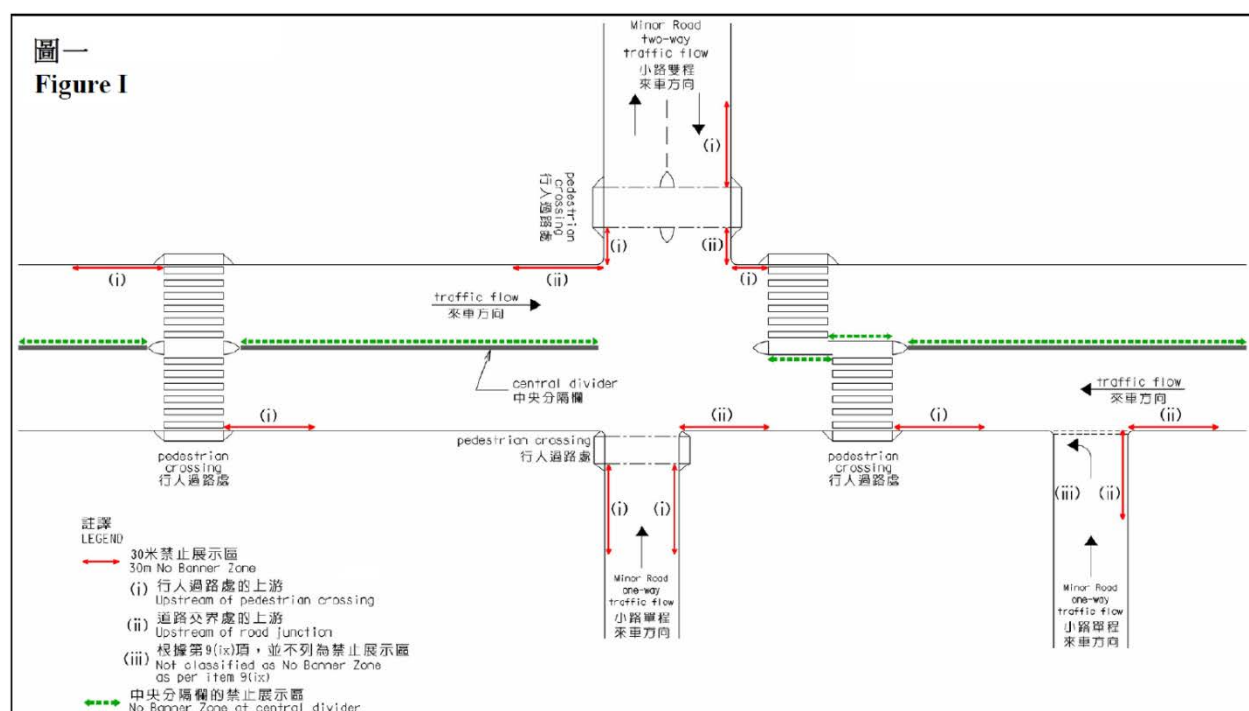 圖一
Figure I
Minor Road
two-way
traffic flow
小路雙程
來車方向
(i)
pedestrian
crossing
行人過路處
(i)
(ii)
(i)
(ii)
(i)
traffic flow
來車方向
central divider
中央分隔欄
traffic flow
來車方向
(i)
(ii)
(i)
(ii)
pedestrian crossing
行人過路處
pedestrian
crossing
行人過路處
pedestrian
crossing
行人過路處
(i)
(i)
(iii)
(ii)
Minor Road
one-way
traffic flow
小路單程
來車方向
Minor Road
one-way
traffic flow
小路單程
來車方向
註譯
LEGEND
30米禁止展示區
30m No Banner Zone
(i) 行人過路處的上游
Upstream of pedestrian crossing
(ii) 道路交界處的上游
Upstream of road junction
(iii) 根據第9(ix)項，並不列為禁止展示區
Not classified as No Banner Zone
as per item 9(ix)
中央分隔欄的禁止展示區
No Banner Zone at central divider